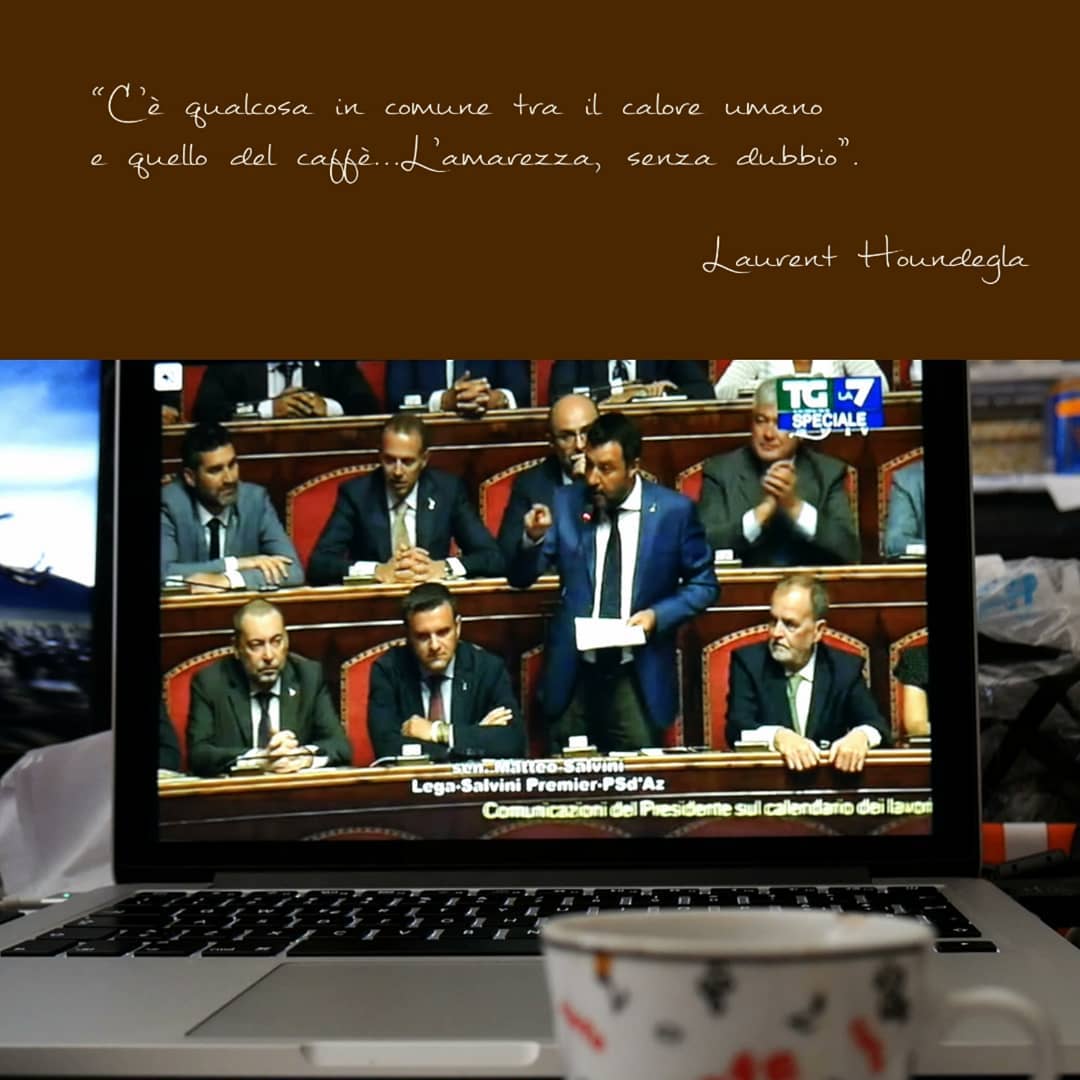 “C'è qualcosa in comune tra il calore umano
e quello del caffè...L'amarezza, senza dubbio”.
Laurent Houndegla
TG LA7
SPECIALE
sen. Matteo Salvini
Lega-Salvini Premier-PSd'Az
Comunicazioni del Presidente sul calendario dei lavori